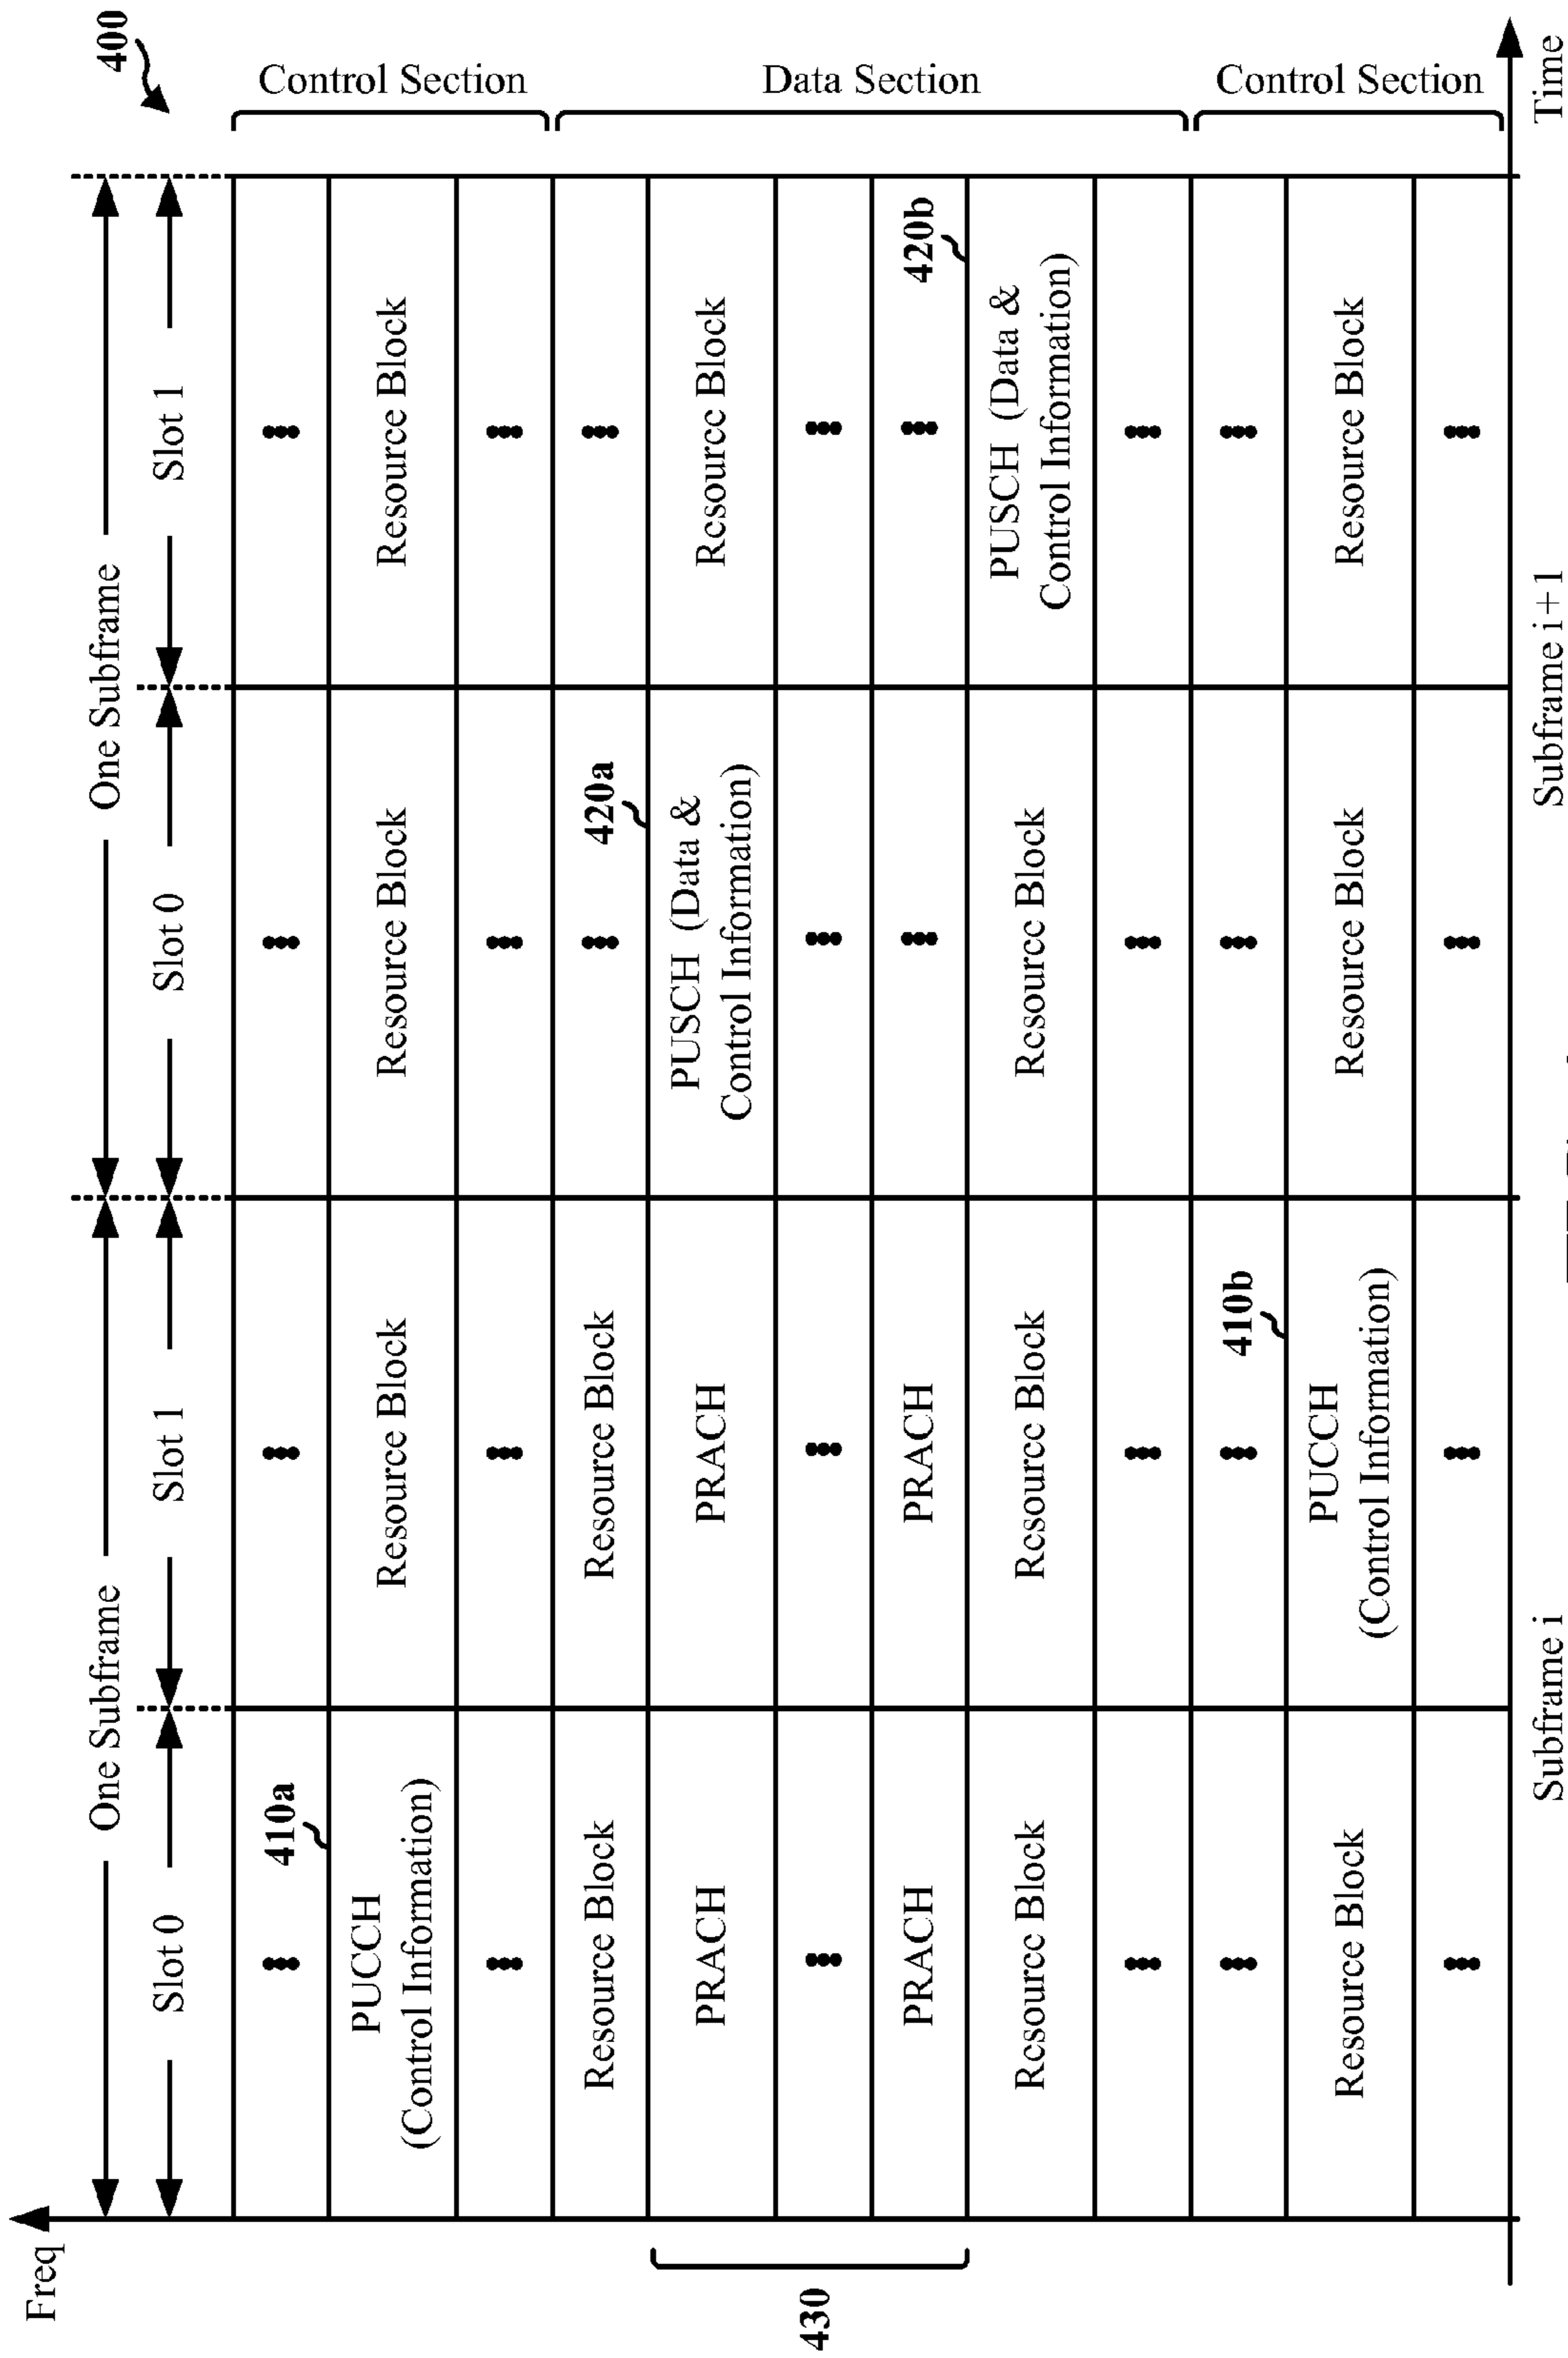 400
Freq
One Subframe
One Subframe
Slot 0
Slot 1
Slot 0
Slot 1
410a
PUCCH
(Control Information)
Resource Block
Resource Block
Resource Block
Control Section
Resource Block
Resource Block
420a
430
PRACH
PRACH
PUSCH (Data &
Control Information)
Resource Block
Data Section
PRACH
PRACH
420b
Resource Block
Resource Block
Resource Block
PUSCH (Data &
Control Information)
410b
Resource Block
PUCCH
(Control Information)
Resource Block
Resource Block
Control Section
Subframe i
Subframe i+1
Time